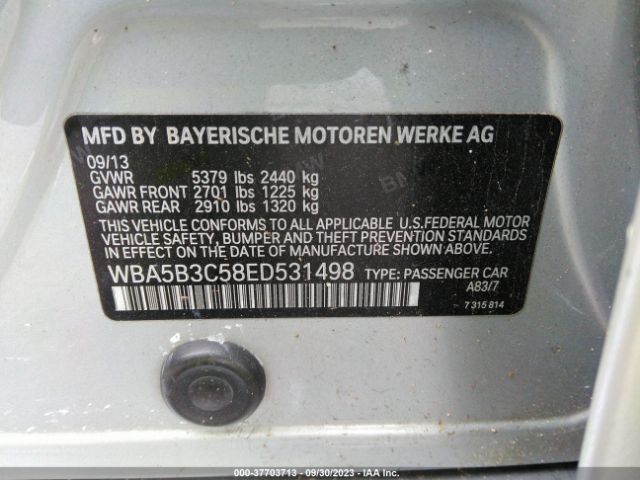 MFD BY BAYERISCHE MOTOREN WERKE AG
09/13
GVWR 5379 lbs 2440 kg
GAWR FRONT 2701 lbs 1225 kg
GAWR REAR 2910 lbs 1320 kg
THIS VEHICLE CONFORMS TO ALL APPLICABLE U.S.FEDERAL MOTOR
VEHICLE SAFETY, BUMPER AND THEFT PREVENTION STANDARDS
IN EFFECT ON THE DATE OF MANUFACTURE SHOWN ABOVE.
WBA5B3C58ED531498 TYPE: PASSENGER CAR
A83/7
7 315 814
000-37703713 - 09/30/2023 - IAA Inc.